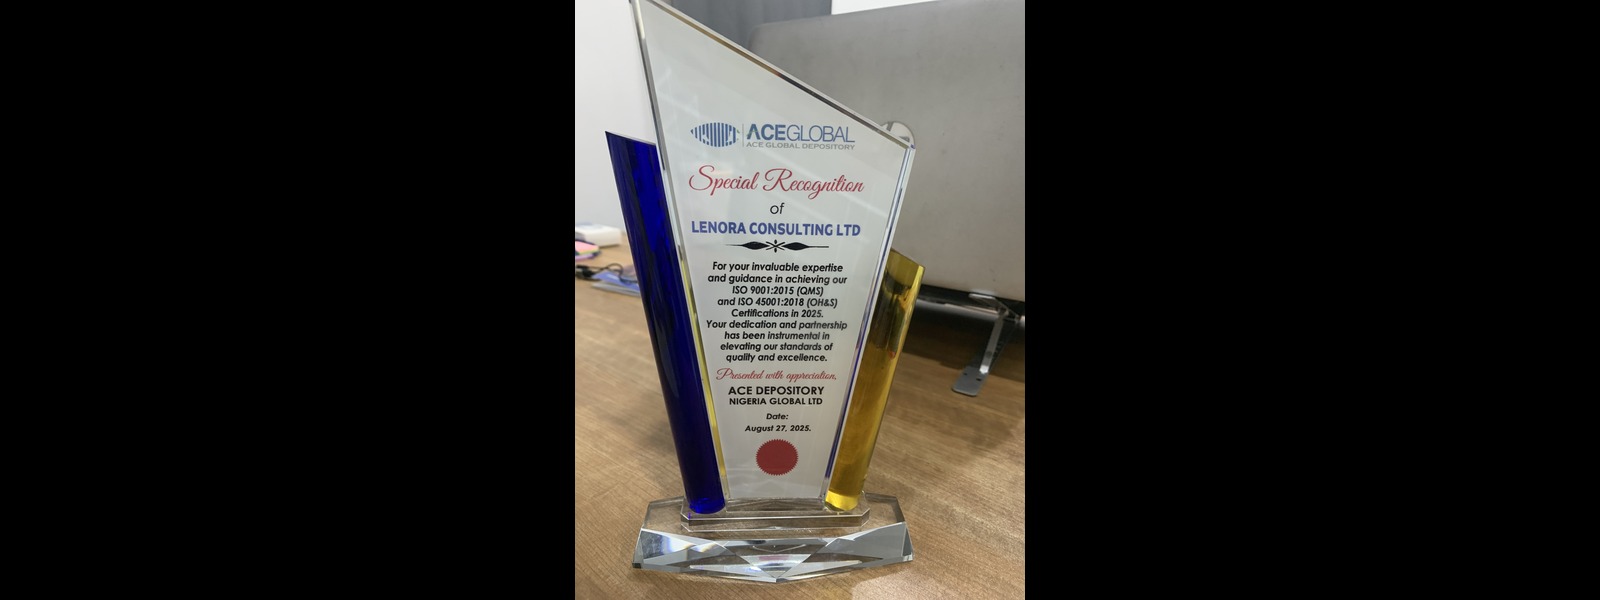 ACEGLOBAL
ACE GLOBAL DEPOSITORY
Special Recognition
of
LENORA CONSULTING LTD
For your invaluable expertise
and guidance in achieving our
ISO 9001:2015 (QMS)
and ISO 45001:2018 (OH&S)
Certifications in 2025.
Your dedication and partnership
has been instrumental in
elevating our standards of
quality and excellence.
Presented with appreciation,
ACE DEPOSITORY
NIGERIA GLOBAL LTD
Date:
August 27, 2025.